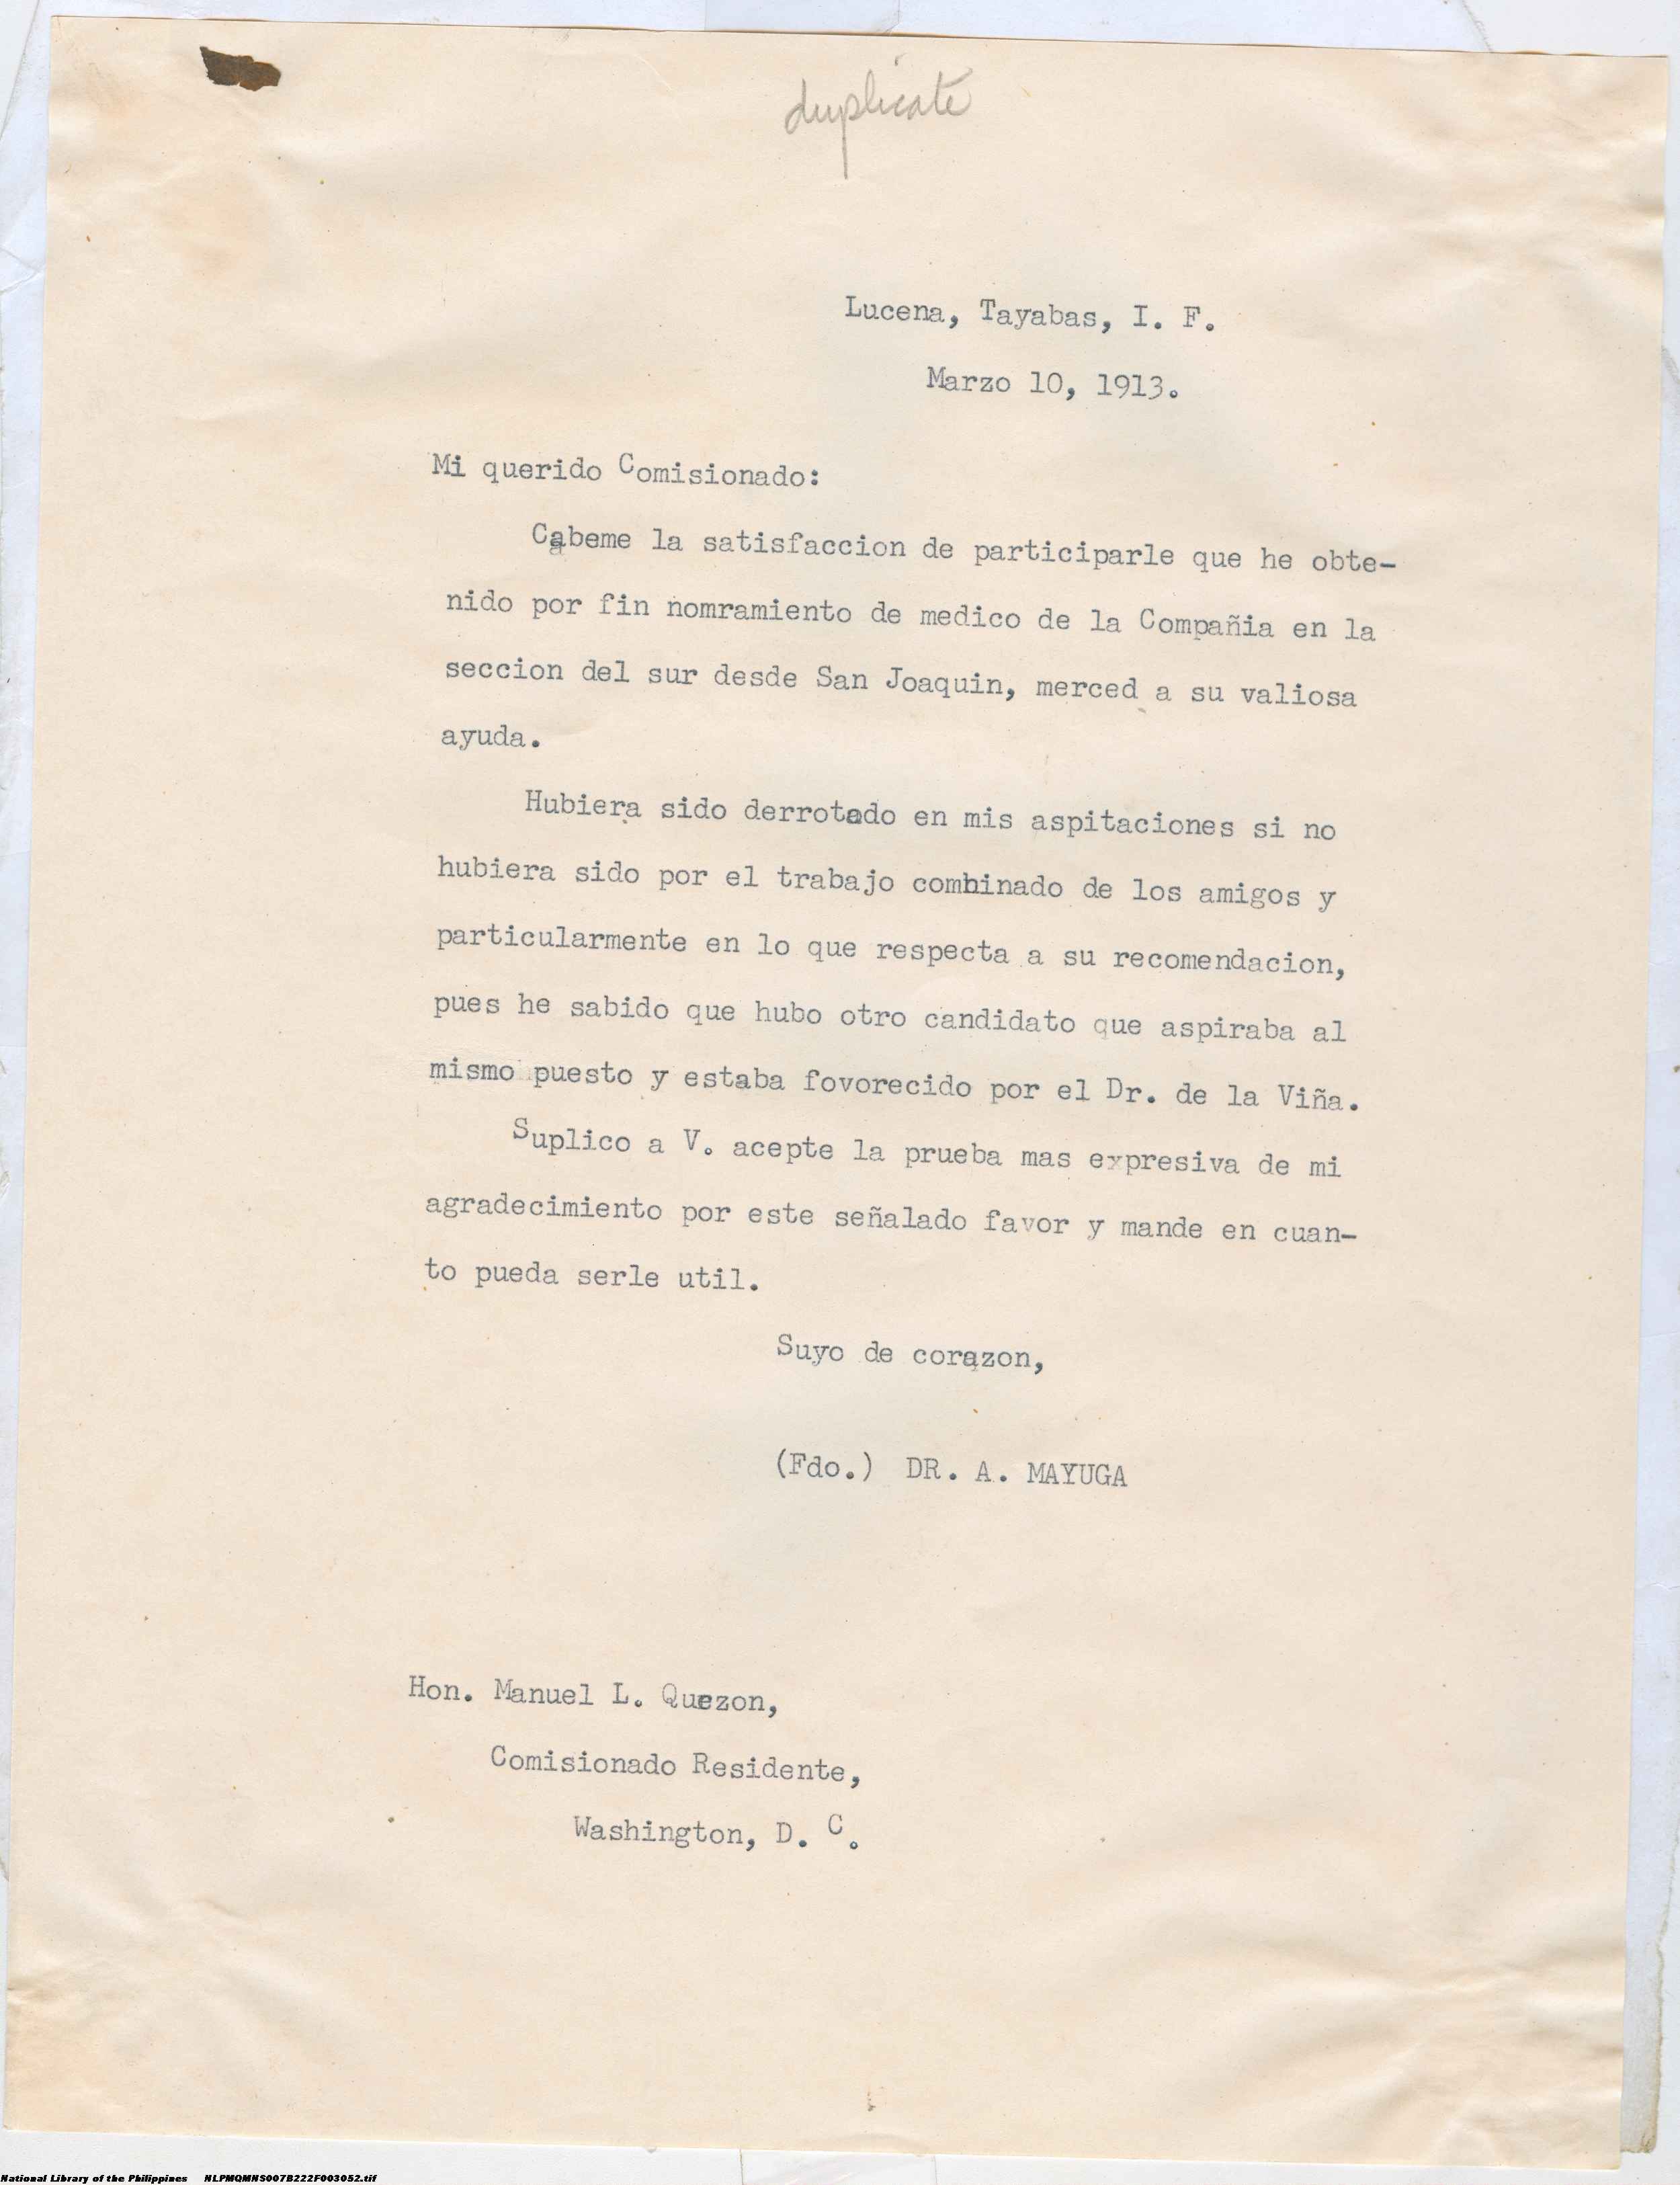 duplicate
Lucena, Tayabas, I. F.
Marzo 10, 1913.
Mi querido Comisionado:
Cabeme la satisfaccion de participarle que he obte-
nido por fin nomramiento de medico de la Compañia en la
seccion del sur desde San Joaquin, merced a su valiosa
ayuda.
Hubiera sido derrotado en mis aspitaciones si no
hubiera sido por el trabajo combinado de los amigos y
particularmente en lo que respecta a su recomendacion,
pues he sabido que hubo otro candidato que aspiraba al
mismo puesto y estaba fovorecido por el Dr. de la Viña.
Suplico a V. acepte la prueba mas expresiva de mi
agradecimiento por este señalado favor y mande en cuan-
to pueda serle util.
Suyo de corazon,
(Fdo.) DR. A. MAYUGA
Hon. Manuel L. Quezon,
Comisionado Residente,
Washington, D. C.
National Library of the Philippines NLPMQMNS007B222F003052.tif